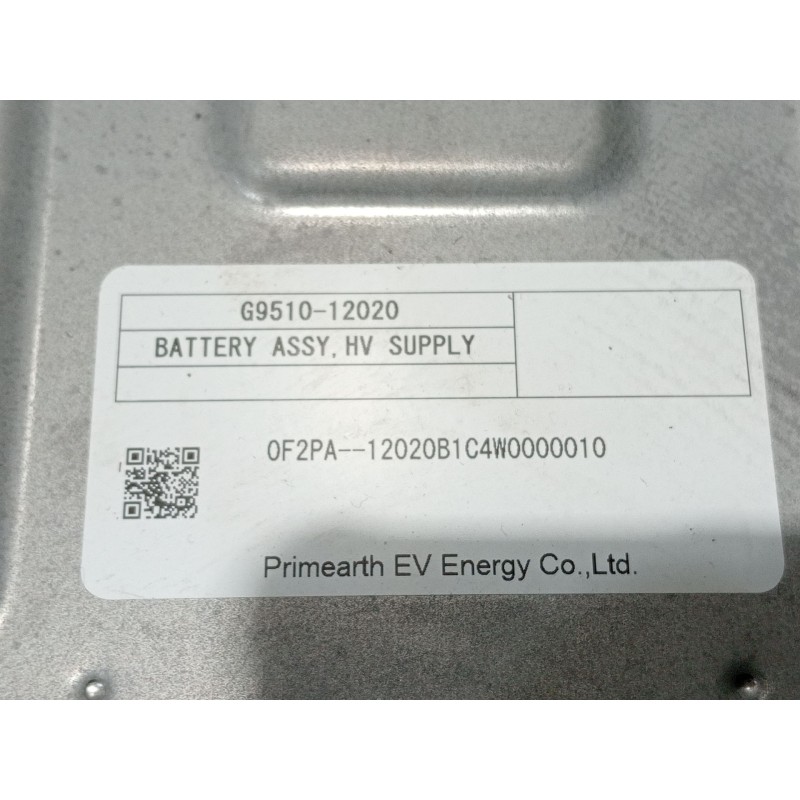 G9510-12020
BATTERY ASSY,HV SUPPLY
0F2PA--12020B1C4W0000010
Primearth EV Energy Co.,Ltd.